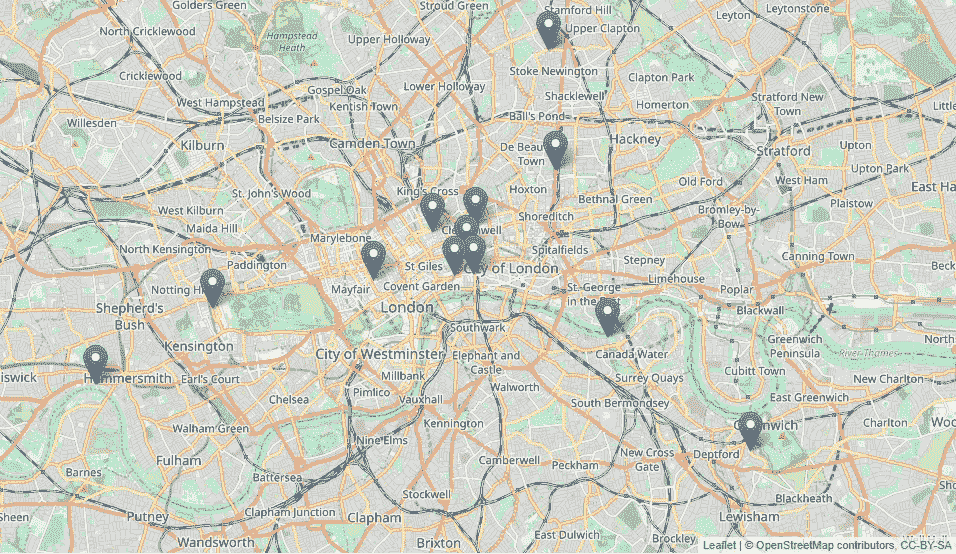 Golders Green
Stroud Green
Stamford Hill
Leyton
Leytonstone
North Cricklewood
Hampstead
Heath
Upper Holloway
Upper Clapton
Cricklewood
Gospel Oak
Lower Holloway
Stoke Newington
Clapton Park
West Hampstead
Kentish Town
Shacklewell
Homerton
Stratford New
Town
Belsize Park
Willesden
Ball's Pond
Kilburn
Camden Town
De Beau
Town
Hackney
Stratford
Upton
Upton Park
St. John's Wood
King's Cross
Hoxton
Old Ford
West Ham
East Ha
West Kilburn
Maida Hill
Shoreditch
Bethnal Green
Bromley-by-
Bow
Plaistow
Marylebone
North Kensington
Paddington
St Giles
City of London
Spitalfields
Stepney
Canning Town
Beck
Notting H
Mayfair
Covent Garden
St. George
in the East
Limehouse
Poplar
Shepherd's
Bush
London
Blackwall
Southwark
Kensington
City of Westminster
Elephant and
Castle
Canada Water
Greenwich
Peninsula
River Thames
North
iswick
mmersmith
Earl's Court
Millbank
Surrey Quays
Cubitt Town
New Charlton
Chelsea
Pimlico
Vauxhall
Walworth
South Bermondsey
East Greenwich
Walham Green
Kennington
Greenwich
Charlton
Woo
Nine Elms
Deptford
Fulham
Barnes
Battersea
Camberwell
Peckham
New Cross
Gate
Stockwell
Blackheath
Sheen
Putney
Clapham Junction
Clapham
Lewisham
Sho
Wandsworth
Brixton
East Dulwich
Brockley
Leaflet | © OpenStreetMap contributors, CC-BY-SA